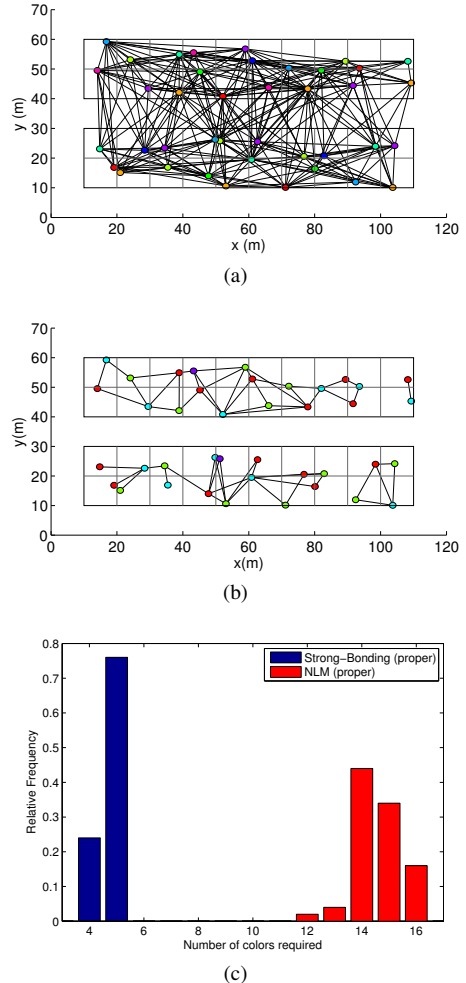 70
60
50
40
30
20
10
0
y (m)
0 20 40 60 80 100 120
x (m)
(a)
70
60
50
40
30
20
10
0
y(m)
0 20 40 60 80 100 120
x(m)
(b)
0.8
0.7
0.6
0.5
0.4
0.3
0.2
0.1
0
Relative Frequency
Strong−Bonding (proper)
NLM (proper)
4 6 8 10 12 14 16
Number of colors required
(c)